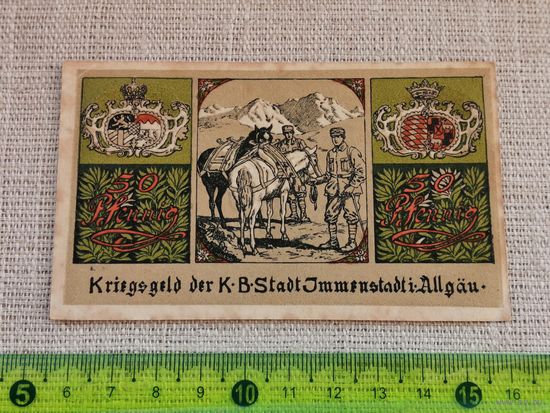 50 Pfennig
50 Pfennig
Kriegsgeld der K·B·Stadt Immenstadt i·Allgäu·
5 6 7 8 9 10 11 12 13 14 15 16